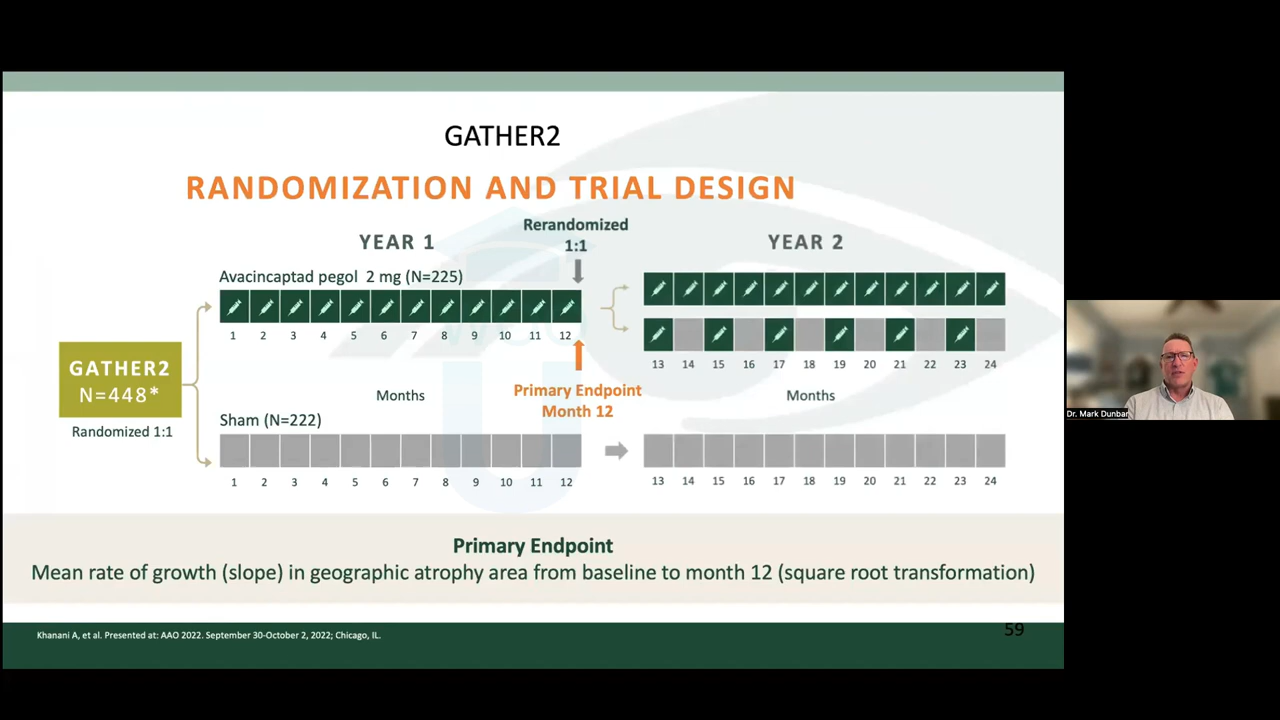 GATHER2
RANDOMIZATION AND TRIAL DESIGN
Rerandomized
1:1
YEAR 1
YEAR 2
Avacincaptad pegol 2 mg (N=225)
1 2 3 4 5 6 7 8 9 10 11 12
13 14 15 16 17 18 19 20 21 22 23 24
GATHER2
N=448*
Randomized 1:1
Months
Primary Endpoint
Month 12
Months
Sham (N=222)
1 2 3 4 5 6 7 8 9 10 11 12
13 14 15 16 17 18 19 20 21 22 23 24
Primary Endpoint
Mean rate of growth (slope) in geographic atrophy area from baseline to month 12 (square root transformation)
Khanani A, et al. Presented at: AAO 2022. September 30-October 2, 2022; Chicago, IL.
59
Dr. Mark Dunbar